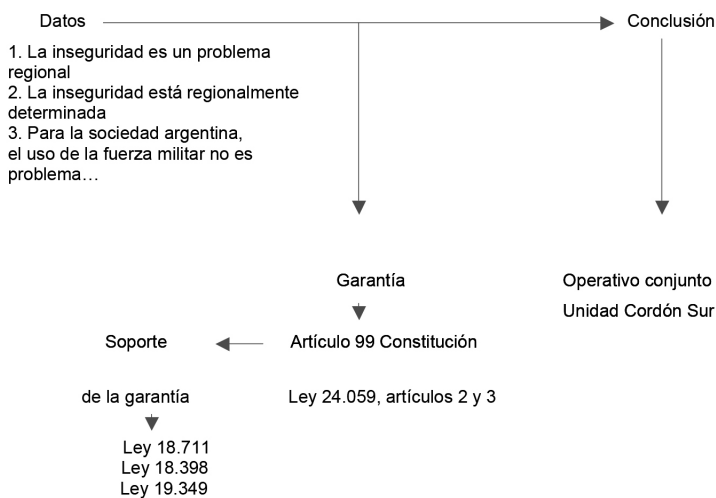 Datos
Conclusión
1. La inseguridad es un problema
regional
2. La inseguridad está regionalmente
determinada
3. Para la sociedad argentina,
el uso de la fuerza militar no es
problema…
Garantía
Operativo conjunto
Unidad Cordón Sur
Soporte
Artículo 99 Constitución
de la garantía
Ley 24.059, artículos 2 y 3
Ley 18.711
Ley 18.398
Ley 19.349